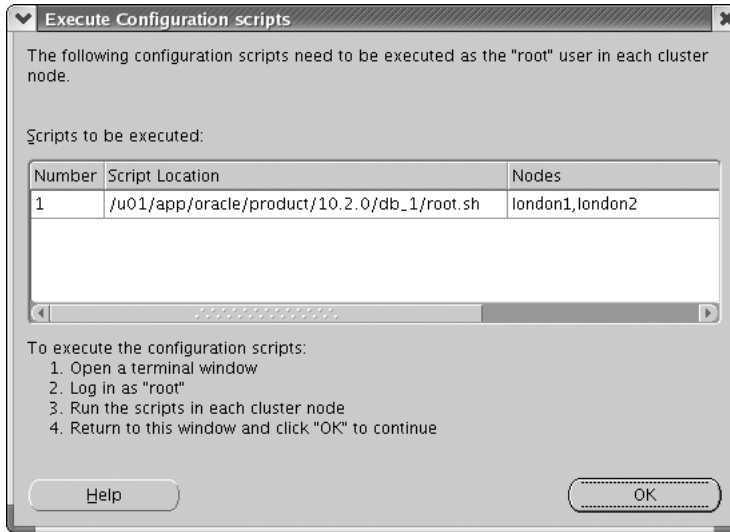 Execute Configuration scripts
The following configuration scripts need to be executed as the "root" user in each cluster
node.
Scripts to be executed:
Number Script Location Nodes
1 /u01/app/oracle/product/10.2.0/db_1/root.sh london1,london2
To execute the configuration scripts:
1. Open a terminal window
2. Log in as "root"
3. Run the scripts in each cluster node
4. Return to this window and click "OK" to continue
Help OK